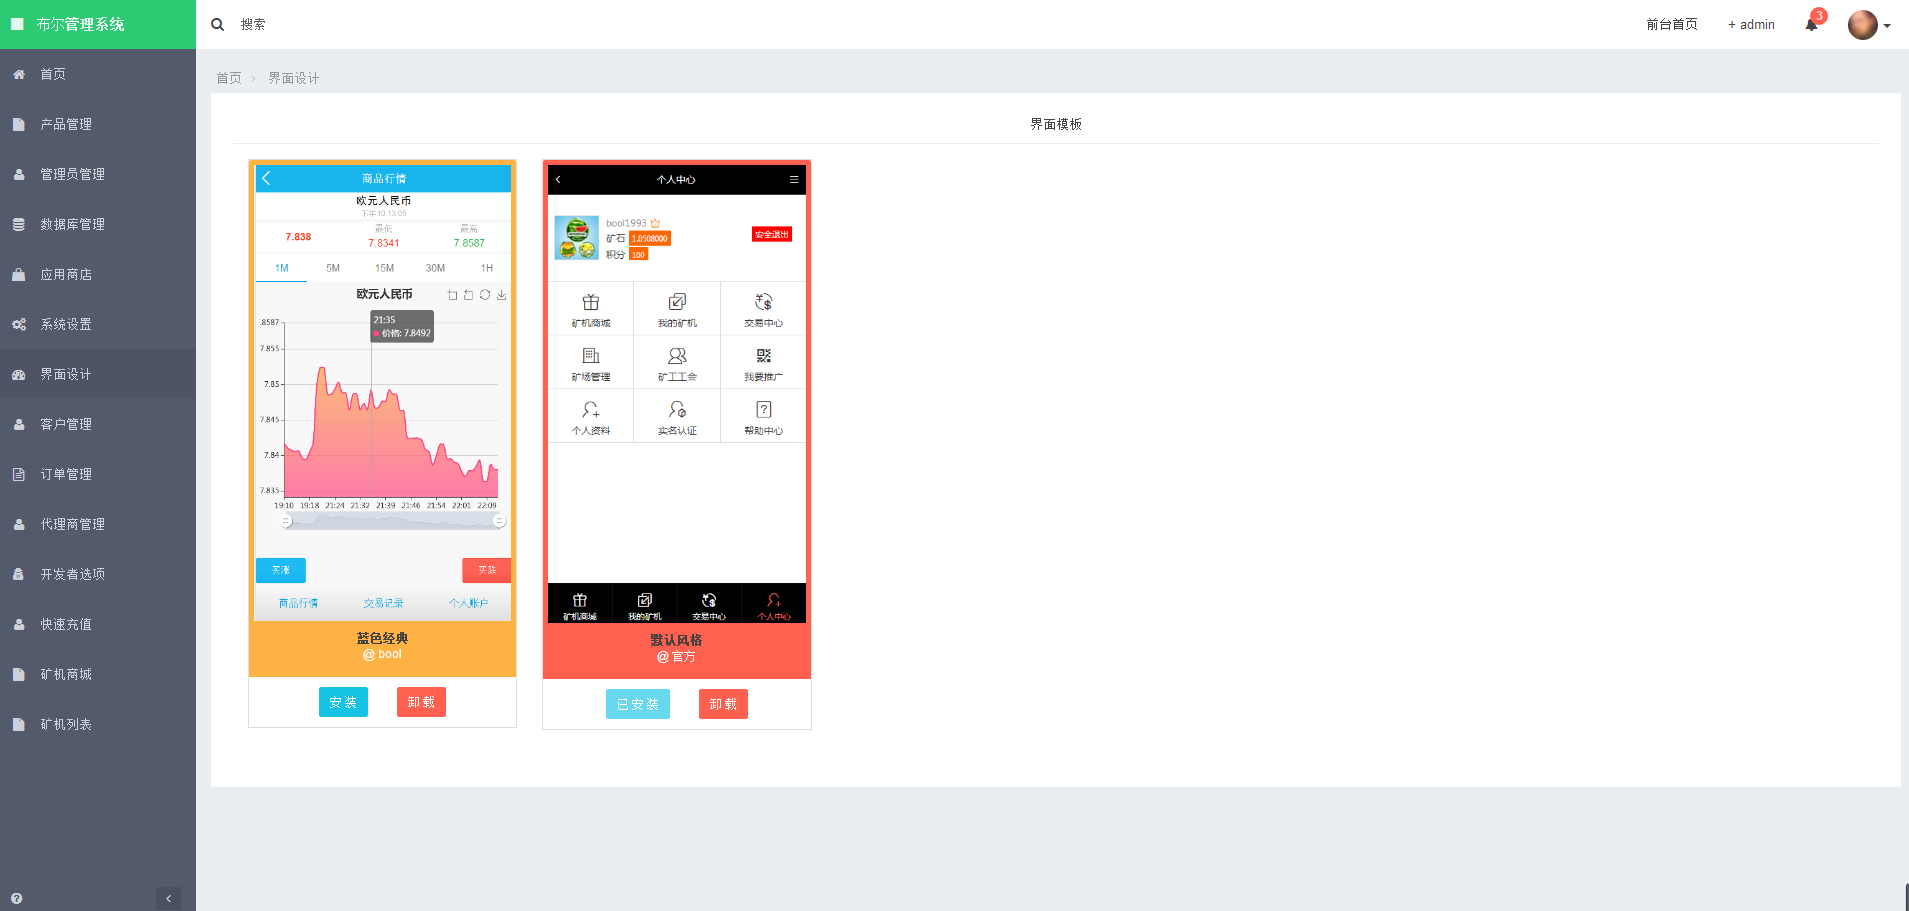 布尔管理系统
搜索
前台首页
+ admin
3
首页
产品管理
管理员管理
数据库管理
应用商店
系统设置
界面设计
客户管理
订单管理
代理商管理
开发者选项
快速充值
矿机商城
矿机列表
首页 > 界面设计
界面模板
商品行情
欧元人民币
下午10:13:05
最低
最高
7.838
7.8341
7.8587
1M 5M 15M 30M 1H
欧元人民币
21:35
价格: 7.8492
.8587
7.855
7.85
7.845
7.84
7.835
19:10 19:18 21:24 21:32 21:39 21:46 21:54 22:01 22:09
买涨
买跌
商品行情 交易记录 个人账户
蓝色经典
@ bool
安装 卸载
个人中心
bool1993
矿石 1.0508000
积分 100
安全退出
矿机商城 我的矿机 交易中心
矿场管理 矿工工会 我要推广
个人资料 实名认证 帮助中心
矿机商城 我的矿机 交易中心 个人中心
默认风格
@ 官方
已安装 卸载